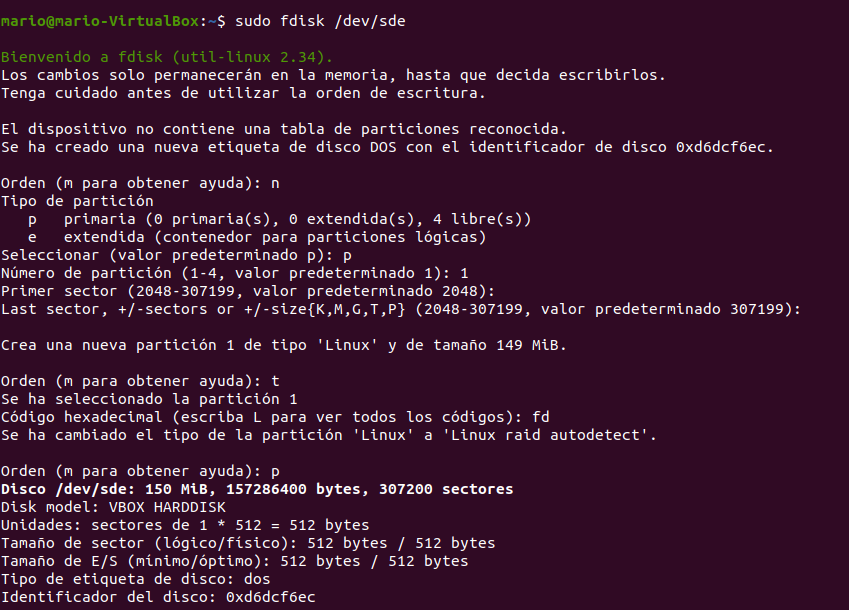 mario@mario-VirtualBox:~$ sudo fdisk /dev/sde
Bienvenido a fdisk (util-linux 2.34).
Los cambios solo permanecerán en la memoria, hasta que decida escribirlos.
Tenga cuidado antes de utilizar la orden de escritura.
El dispositivo no contiene una tabla de particiones reconocida.
Se ha creado una nueva etiqueta de disco DOS con el identificador de disco 0xd6dcf6ec.
Orden (m para obtener ayuda): n
Tipo de partición
p   primaria (0 primaria(s), 0 extendida(s), 4 libre(s))
e   extendida (contenedor para particiones lógicas)
Seleccionar (valor predeterminado p): p
Número de partición (1-4, valor predeterminado 1): 1
Primer sector (2048-307199, valor predeterminado 2048):
Last sector, +/-sectors or +/-size{K,M,G,T,P} (2048-307199, valor predeterminado 307199):
Crea una nueva partición 1 de tipo 'Linux' y de tamaño 149 MiB.
Orden (m para obtener ayuda): t
Se ha seleccionado la partición 1
Código hexadecimal (escriba L para ver todos los códigos): fd
Se ha cambiado el tipo de la partición 'Linux' a 'Linux raid autodetect'.
Orden (m para obtener ayuda): p
Disco /dev/sde: 150 MiB, 157286400 bytes, 307200 sectores
Disk model: VBOX HARDDISK
Unidades: sectores de 1 * 512 = 512 bytes
Tamaño de sector (lógico/físico): 512 bytes / 512 bytes
Tamaño de E/S (mínimo/óptimo): 512 bytes / 512 bytes
Tipo de etiqueta de disco: dos
Identificador del disco: 0xd6dcf6ec